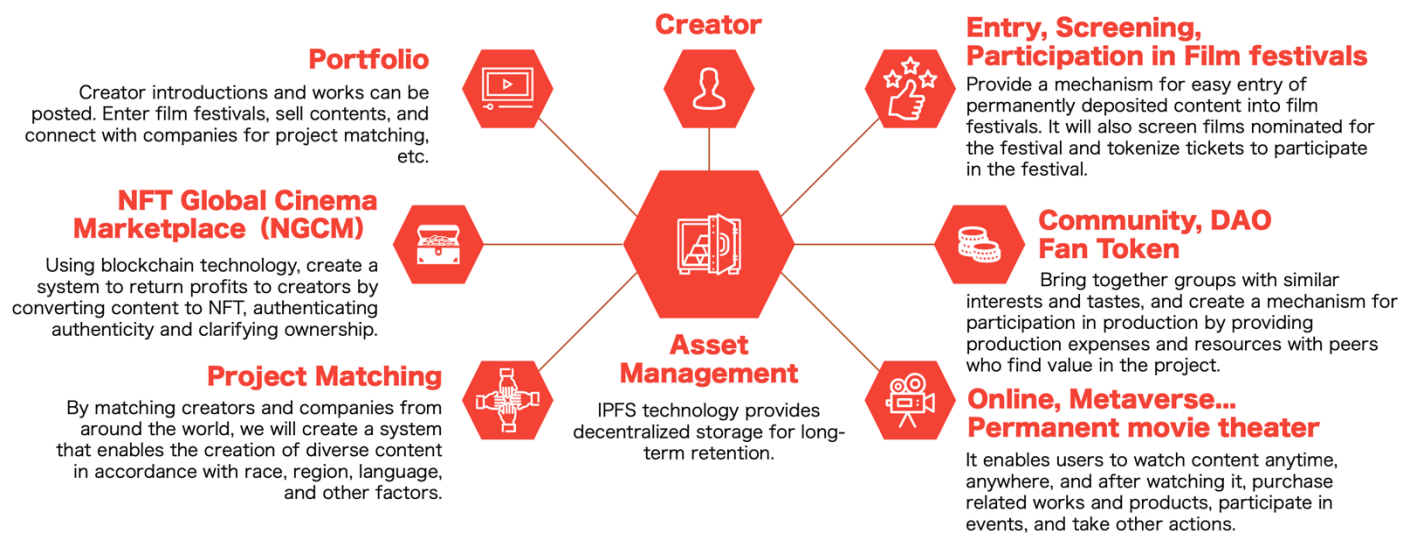 Creator
Portfolio
Creator introductions and works can be
posted. Enter film festivals, sell contents, and
connect with companies for project matching,
etc.
NFT Global Cinema
Marketplace（NGCM）
Using blockchain technology, create a
system to return profits to creators by
converting content to NFT, authenticating
authenticity and clarifying ownership.
Project Matching
By matching creators and companies from
around the world, we will create a system
that enables the creation of diverse content
in accordance with race, region, language,
and other factors.
Asset
Management
IPFS technology provides
decentralized storage for long-
term retention.
Entry, Screening,
Participation in Film festivals
Provide a mechanism for easy entry of
permanently deposited content into film
festivals. It will also screen films nominated for
the festival and tokenize tickets to participate
in the festival.
Community, DAO
Fan Token
Bring together groups with similar
interests and tastes, and create a mechanism for
participation in production by providing
production expenses and resources with peers
who find value in the project.
Online, Metaverse...
Permanent movie theater
It enables users to watch content anytime,
anywhere, and after watching it, purchase
related works and products, participate in
events, and take other actions.